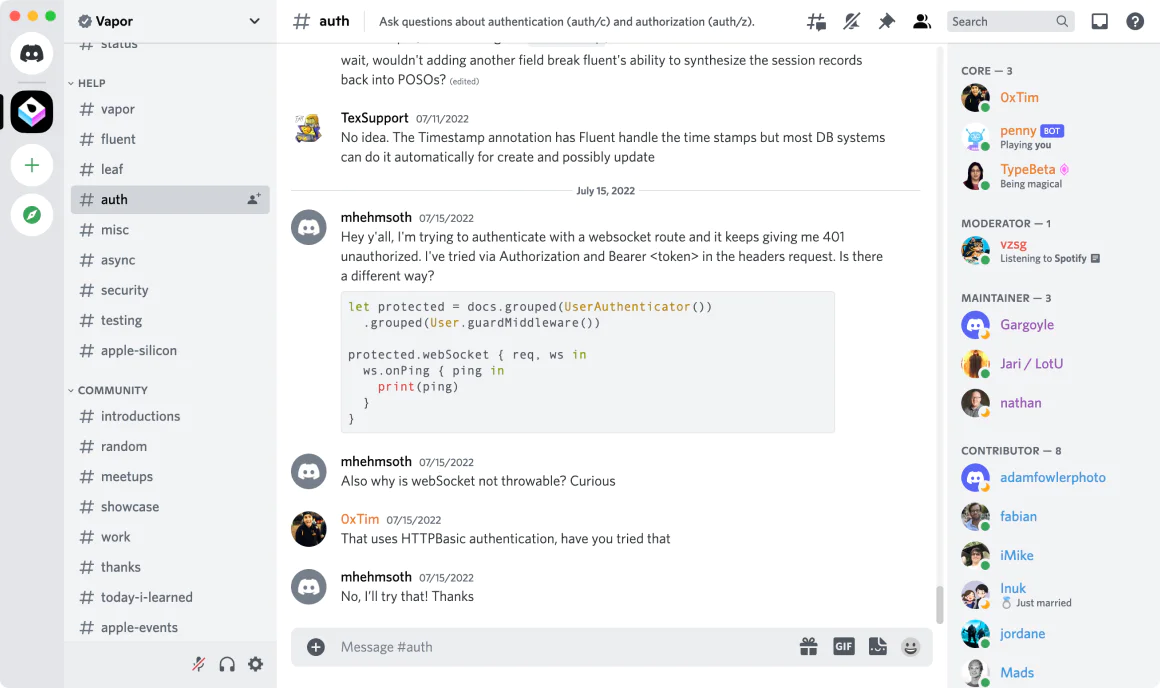 Vapor
status
HELP
vapor
fluent
leaf
auth
misc
async
security
testing
apple-silicon
COMMUNITY
introductions
random
meetups
showcase
work
thanks
today-i-learned
apple-events
auth
Ask questions about authentication (auth/c) and authorization (auth/z).
Search
wait, wouldn't adding another field break fluent's ability to synthesize the session records
back into POSOs? (edited)
TexSupport 07/11/2022
No idea. The Timestamp annotation has Fluent handle the time stamps but most DB systems
can do it automatically for create and possibly update
July 15, 2022
mhehmsoth 07/15/2022
Hey y'all, I'm trying to authenticate with a websocket route and it keeps giving me 401
unauthorized. I've tried via Authorization and Bearer <token> in the headers request. Is there
a different way?
let protected = docs.grouped(UserAuthenticator())
.grouped(User.guardMiddleware())
protected.webSocket { req, ws in
ws.onPing { ping in
print(ping)
}
}
mhehmsoth 07/15/2022
Also why is webSocket not throwable? Curious
0xTim 07/15/2022
That uses HTTPBasic authentication, have you tried that
mhehmsoth 07/15/2022
No, I'll try that! Thanks
Message #auth
GIF
CORE — 3
0xTim
penny BOT
Playing you
TypeBeta
Being magical
MODERATOR — 1
vzsg
Listening to Spotify
MAINTAINER — 3
Gargoyle
Jari / LotU
nathan
CONTRIBUTOR — 8
adamfowlerphoto
fabian
iMike
Inuk
Just married
jordane
Mads